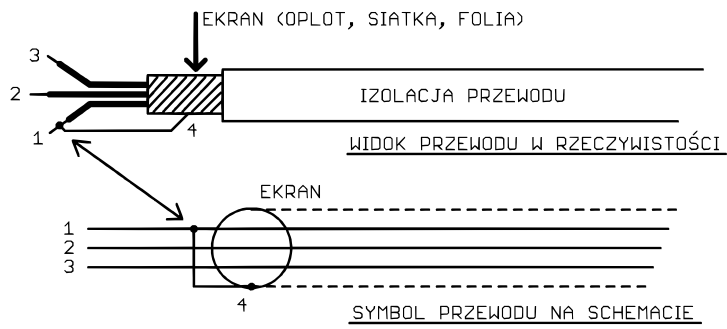 EKRAN (OPLOT, SIATKA, FOLIA)
3
2
1
4
IZOLACJA PRZEWODU
WIDOK PRZEWODU W RZECZYWISTOŚCI
EKRAN
1
2
3
4
SYMBOL PRZEWODU NA SCHEMACIE